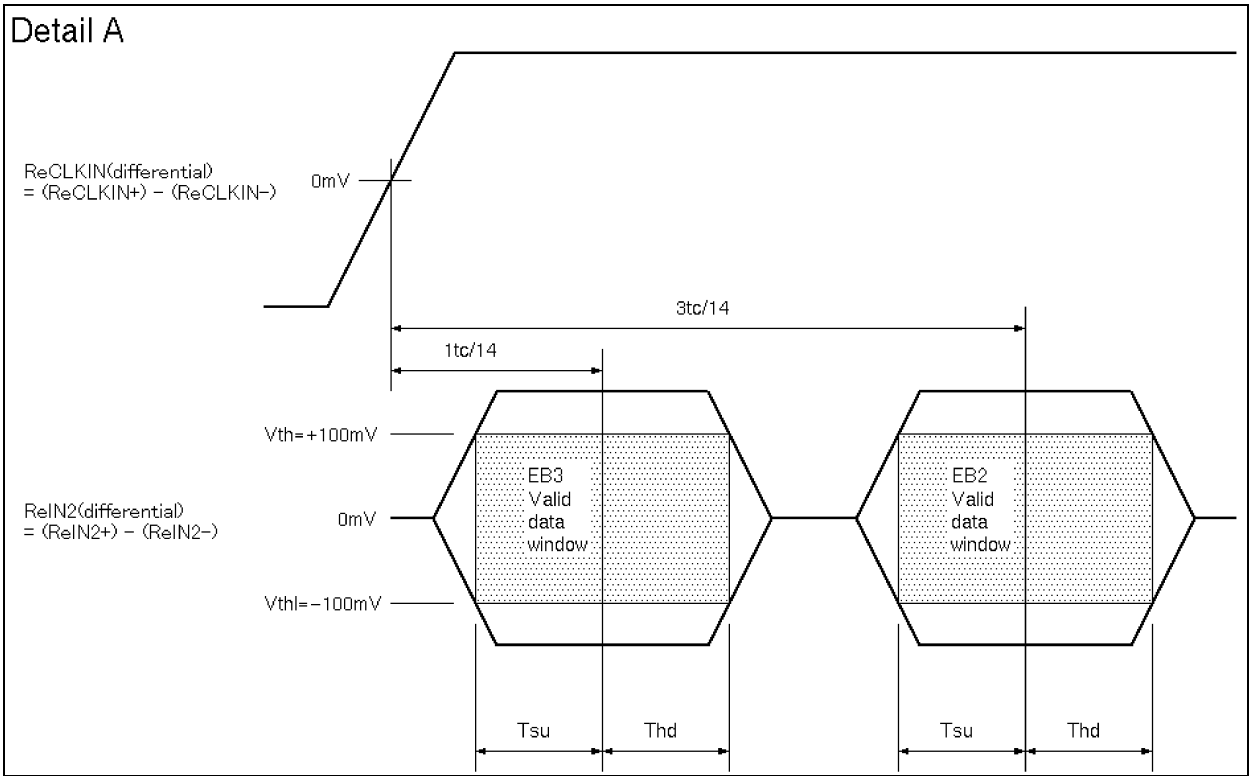 Detail A
ReCLKIN(differential)
= (ReCLKIN+) − (ReCLKIN−)
0mV
3tc/14
1tc/14
Vth=+100mV
EB3
Valid
data
window
EB2
Valid
data
window
ReIN2(differential)
= (ReIN2+) − (ReIN2−)
0mV
Vthl=−100mV
Tsu
Thd
Tsu
Thd